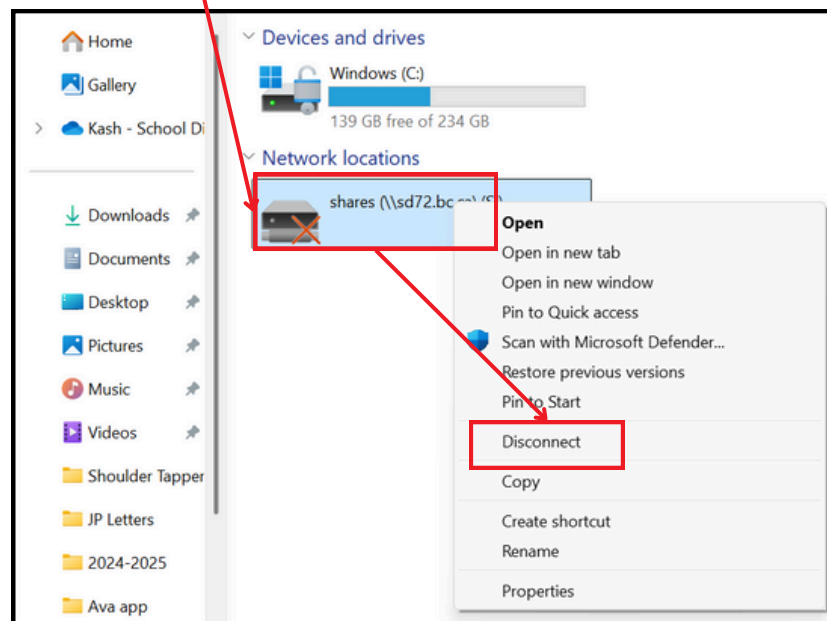 Home
Gallery
Kash - School Di
Downloads
Documents
Desktop
Pictures
Music
Videos
Shoulder Tapper
JP Letters
2024-2025
Ava app
Devices and drives
Windows (C:)
139 GB free of 234 GB
Network locations
shares (\\sd72.bc.ca) (S:)
Open
Open in new tab
Open in new window
Pin to Quick access
Scan with Microsoft Defender...
Restore previous versions
Pin to Start
Disconnect
Copy
Create shortcut
Rename
Properties